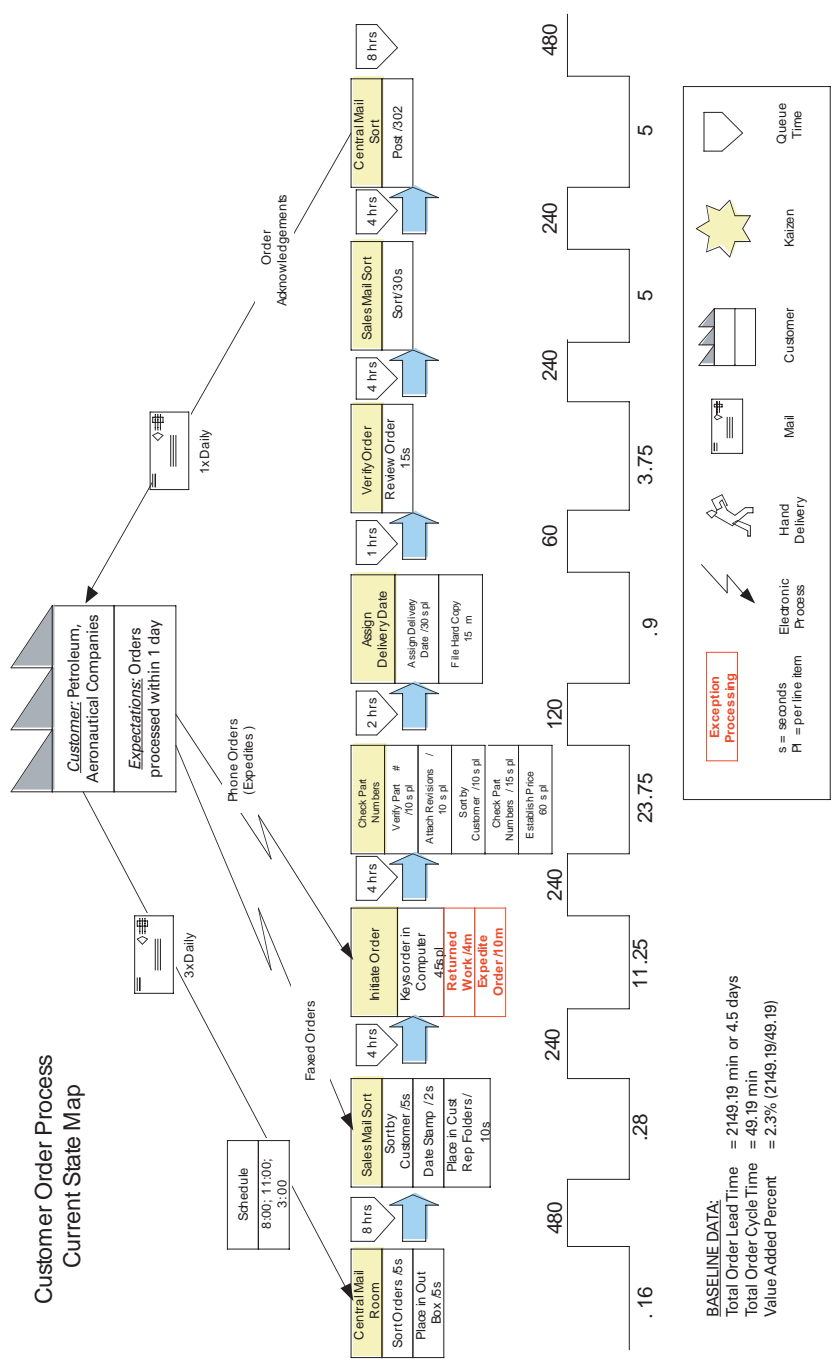 Customer Order Process
Current State Map
Customer: Petroleum,
Aeronautical Companies
Expectations: Orders
processed within 1 day
3xDaily
1xDaily
Order
Acknowledgements
Faxed Orders
Phone Orders
(Expedites )
Schedule
8:00; 11:00;
3:00
Central Mail
Room
Sort Orders /5s
Place in Out
Box /5s
8 hrs
Sales Mail Sort
Sort by
Customer /5s
Date Stamp / 2s
Place in Cust
Rep Folders /
10s
4 hrs
Initiate Order
Keys order in
Computer
45spl
Returned
Work /4m
Expedite
Order /10m
4 hrs
Check Part
Numbers
Verify Part #
/10 s pl
Attach Revisions /
10 s pl
Sort by
Customer /10 s pl
Check Part
Numbers / 15 s pl
Establish Price
60 s pl
2 hrs
Assign
Delivery Date
Assign Delivery
Date /30 s pl
File Hard Copy
15 m
1 hrs
Verify Order
Review Order
15s
4 hrs
Sales Mail Sort
Sort/30s
4 hrs
Central Mail
Sort
Post /302
8 hrs
.16
480
.28
240
11.25
240
23.75
120
.9
60
3.75
240
5
240
5
480
BASELINE DATA:
Total Order Lead Time = 2149.19 min or 4.5 days
Total Order Cycle Time = 49.19 min
Value Added Percent = 2.3% (2149.19/49.19)
Exception
Processing
s = seconds
Pl = per line item
Electronic
Process
Hand
Delivery
Mail
Customer
Kaizen
Queue
Time